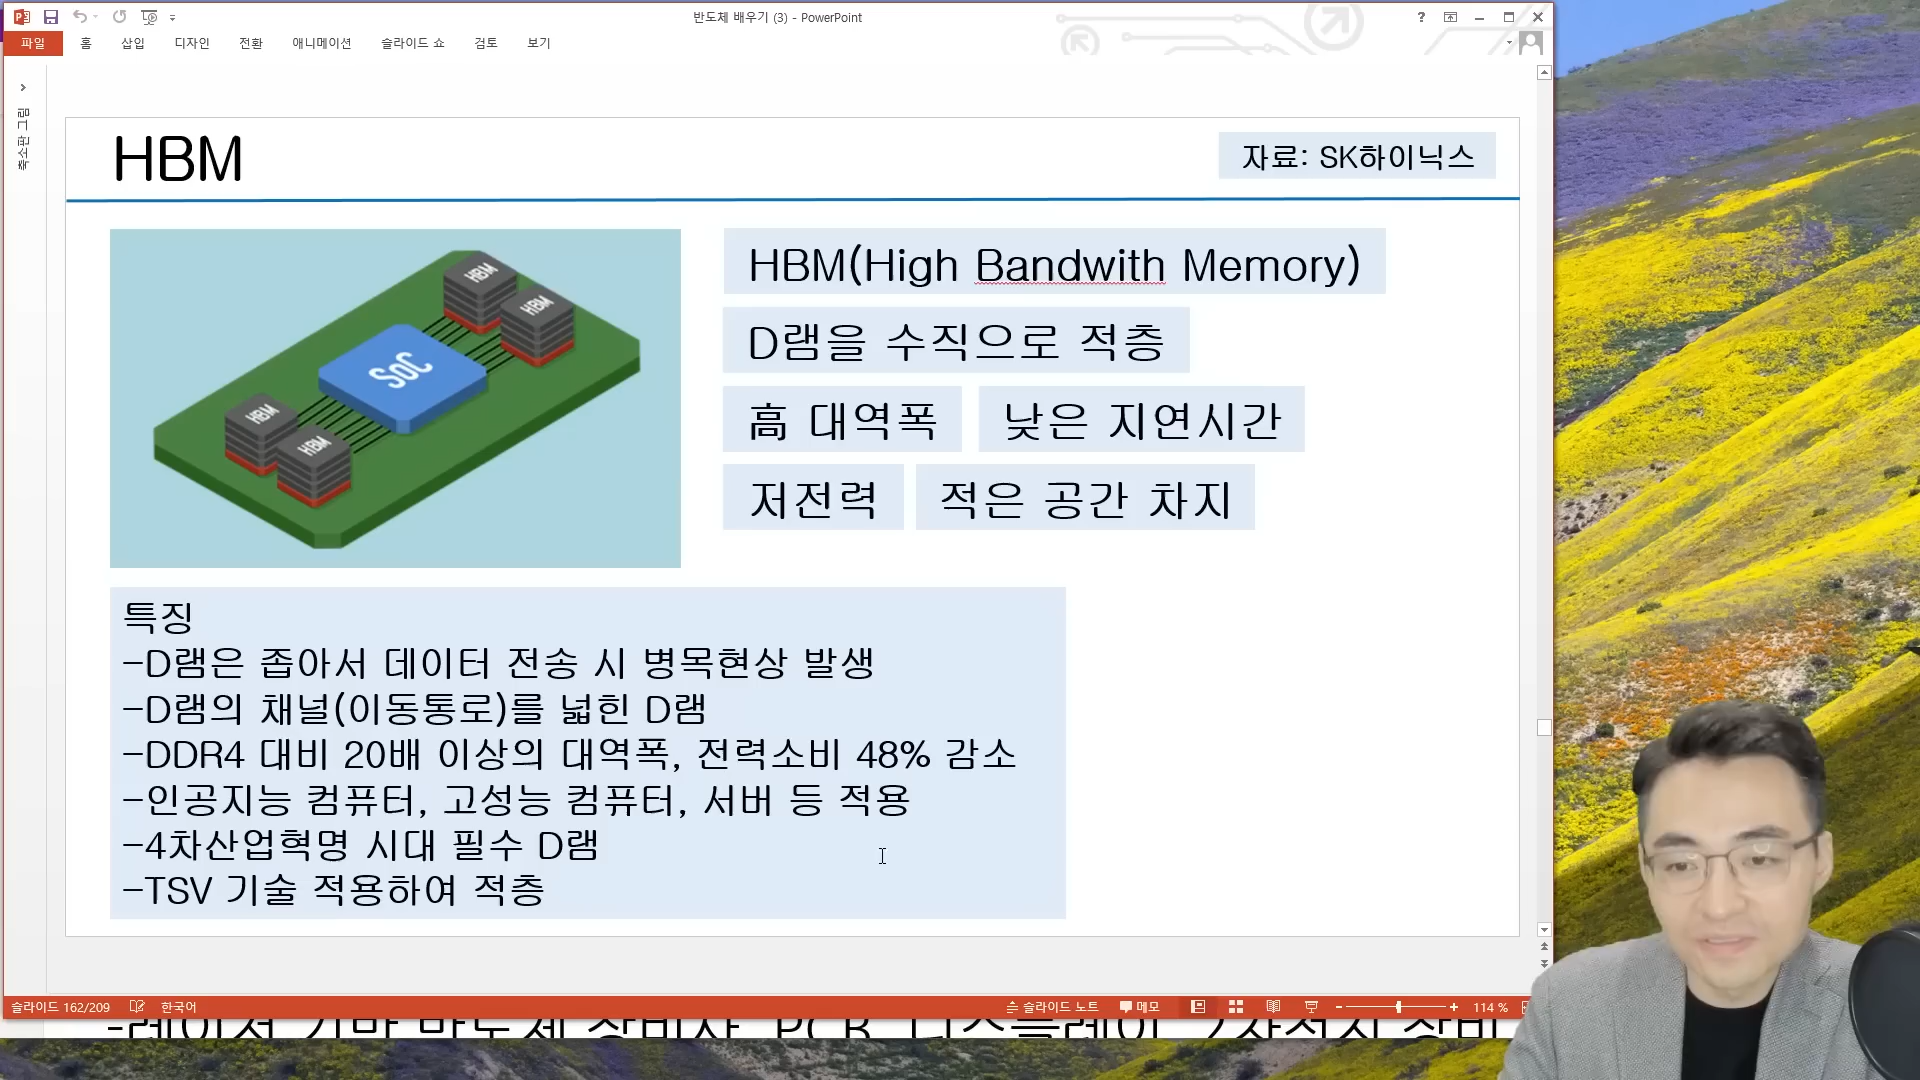 반도체 배우기 (3) - PowerPoint
파일 홈 삽입 디자인 전환 애니메이션 슬라이드 쇼 검토 보기
축소판 그림
HBM
자료: SK하이닉스
HBM
HBM
SoC
HBM
HBM
HBM(High Bandwith Memory)
D램을 수직으로 적층
高 대역폭 낮은 지연시간
저전력 적은 공간 차지
특징
-D램은 좁아서 데이터 전송 시 병목현상 발생
-D램의 채널(이동통로)를 넓힌 D램
-DDR4 대비 20배 이상의 대역폭, 전력소비 48% 감소
-인공지능 컴퓨터, 고성능 컴퓨터, 서버 등 적용
-4차산업혁명 시대 필수 D램
-TSV 기술 적용하여 적층
슬라이드 162/209 한국어 슬라이드 노트 메모 114 %